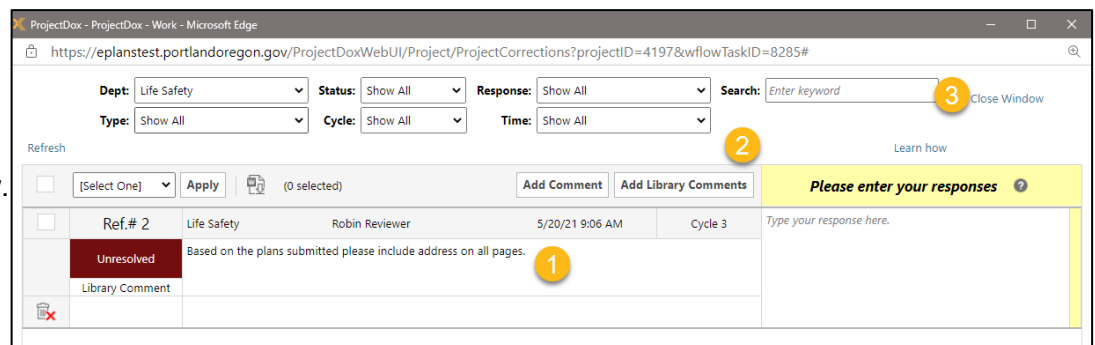 ProjectDox - ProjectDox - Work - Microsoft Edge
https://eplanstest.portlandoregon.gov/ProjectDoxWebUI/Project/ProjectCorrections?projectID=4197&wflowTaskID=8285#
Dept: Life Safety Status: Show All Response: Show All Search: Enter keyword 3 Close Window
Type: Show All Cycle: Show All Time: Show All
2
Refresh Learn how
[Select One] Apply (0 selected) Add Comment Add Library Comments Please enter your responses ?
Ref.# 2 Life Safety Robin Reviewer 5/20/21 9:06 AM Cycle 3 Type your response here.
Unresolved Based on the plans submitted please include address on all pages. 1
Library Comment